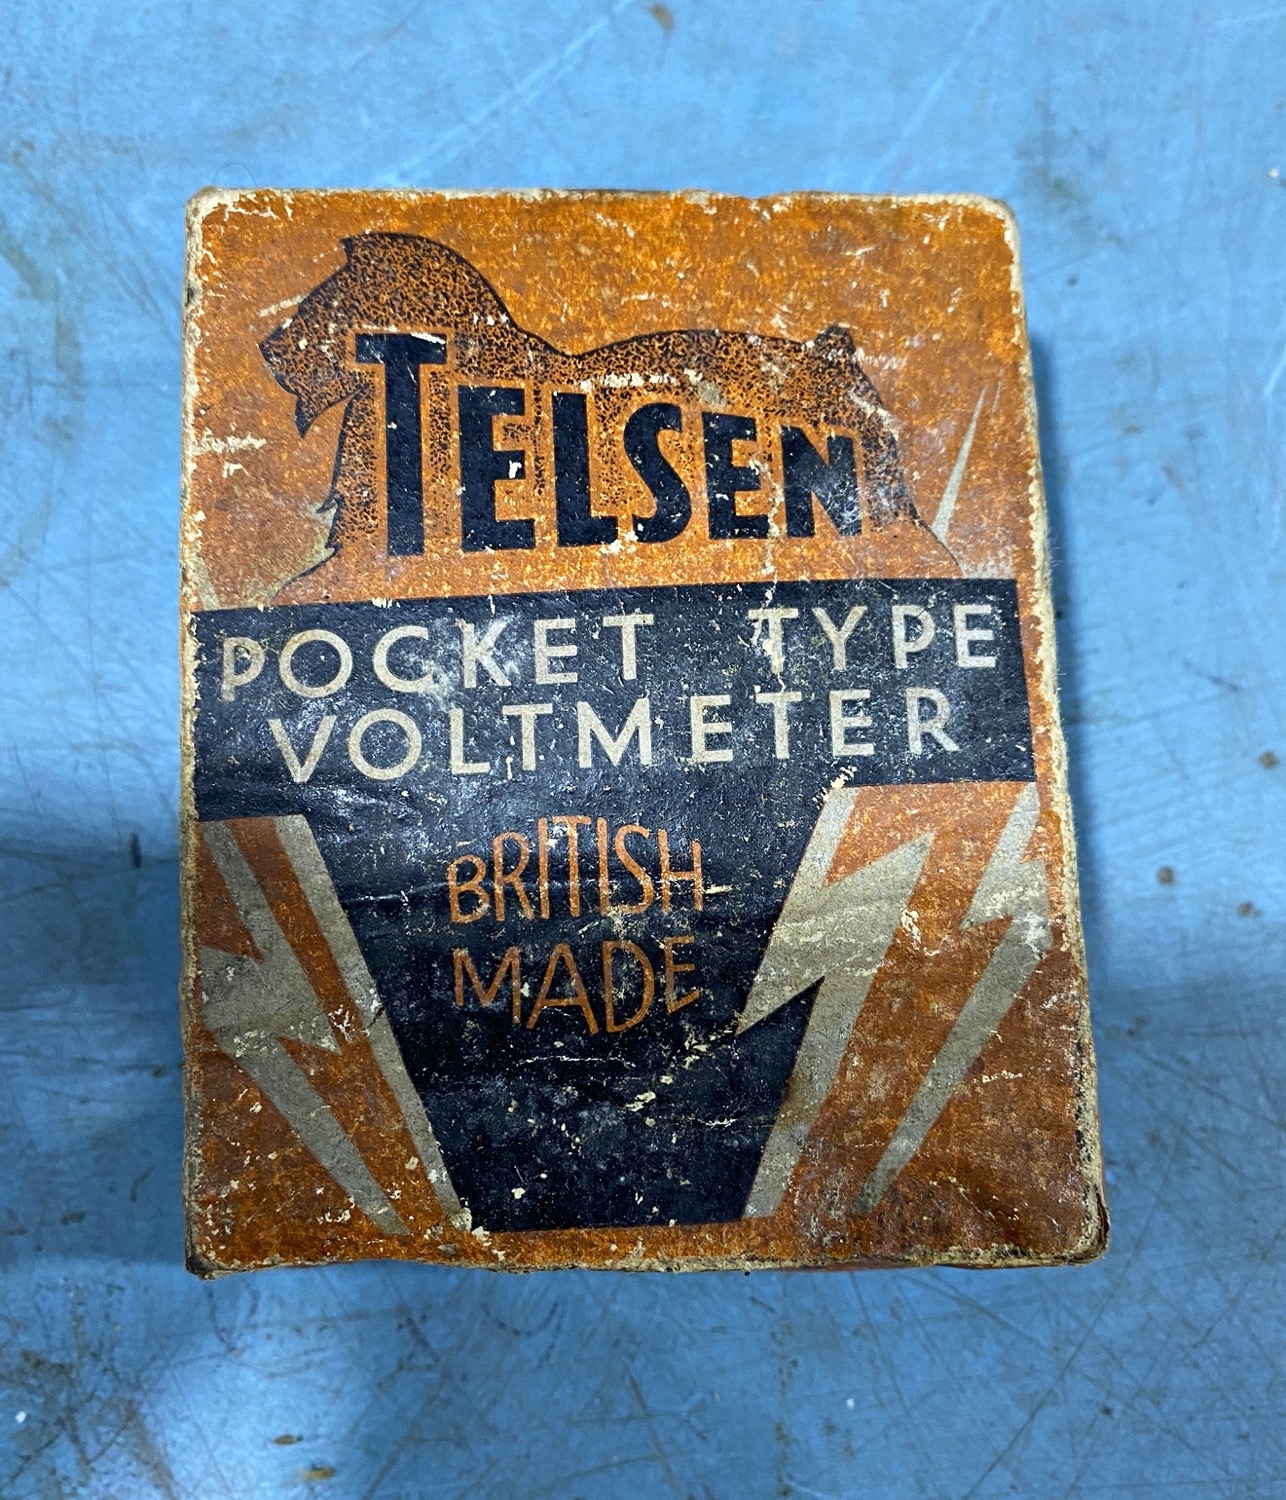 TELSEN
POCKET TYPE
VOLTMETER
BRITISH
MADE